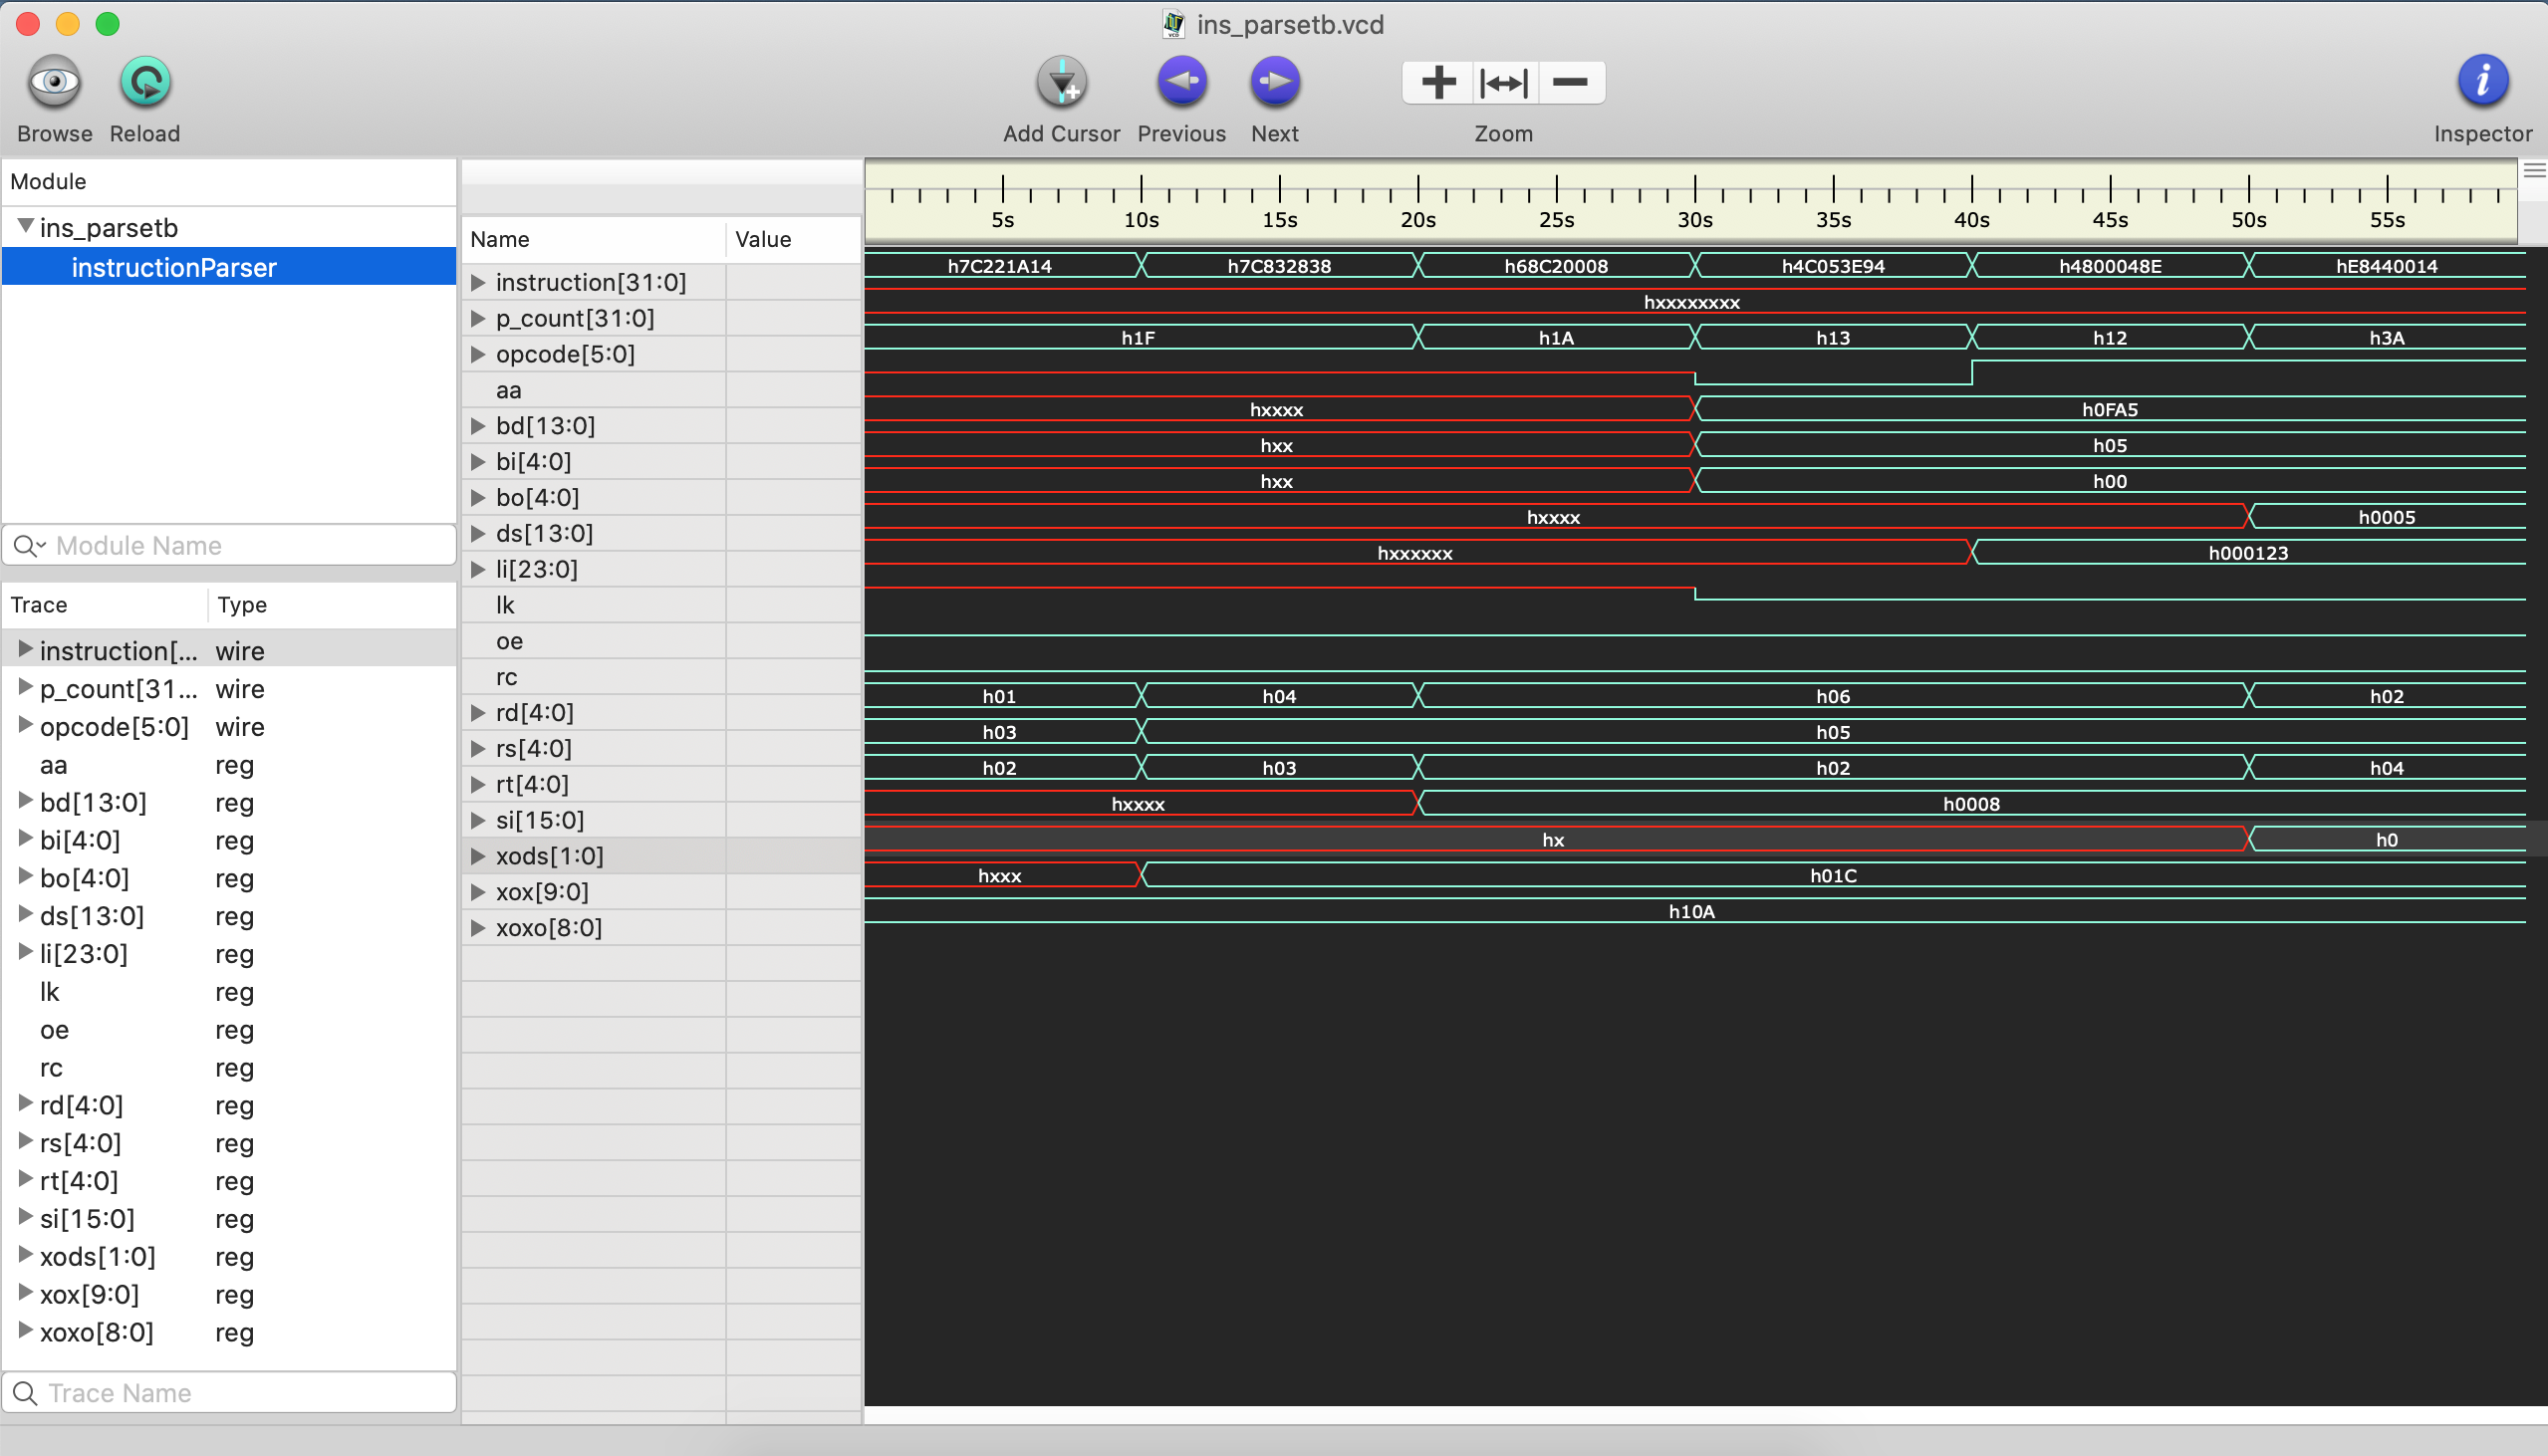 ins_parsetb.vcd
Browse Reload Add Cursor Previous Next Zoom Inspector
Module
ins_parsetb
instructionParser
Module Name
Trace Type
instruction[... wire
p_count[31... wire
opcode[5:0] wire
aa reg
bd[13:0] reg
bi[4:0] reg
bo[4:0] reg
ds[13:0] reg
li[23:0] reg
lk reg
oe reg
rc reg
rd[4:0] reg
rs[4:0] reg
rt[4:0] reg
si[15:0] reg
xods[1:0] reg
xox[9:0] reg
xoxo[8:0] reg
Trace Name
Name Value
instruction[31:0]
p_count[31:0]
opcode[5:0]
aa
bd[13:0]
bi[4:0]
bo[4:0]
ds[13:0]
li[23:0]
lk
oe
rc
rd[4:0]
rs[4:0]
rt[4:0]
si[15:0]
xods[1:0]
xox[9:0]
xoxo[8:0]
5s 10s 15s 20s 25s 30s 35s 40s 45s 50s 55s
h7C221A14 h7C832838 h68C20008 h4C053E94 h4800048E hE8440014
hxxxxxxxx
h1F h1A h13 h12 h3A
hxxxx h0FA5
hxx h05
hxx h00
hxxxx h0005
hxxxxxx h000123
h01 h04 h06 h02
h03 h05
h02 h03 h02 h04
hxxxx h0008
hx h0
hxxx h01C
h10A